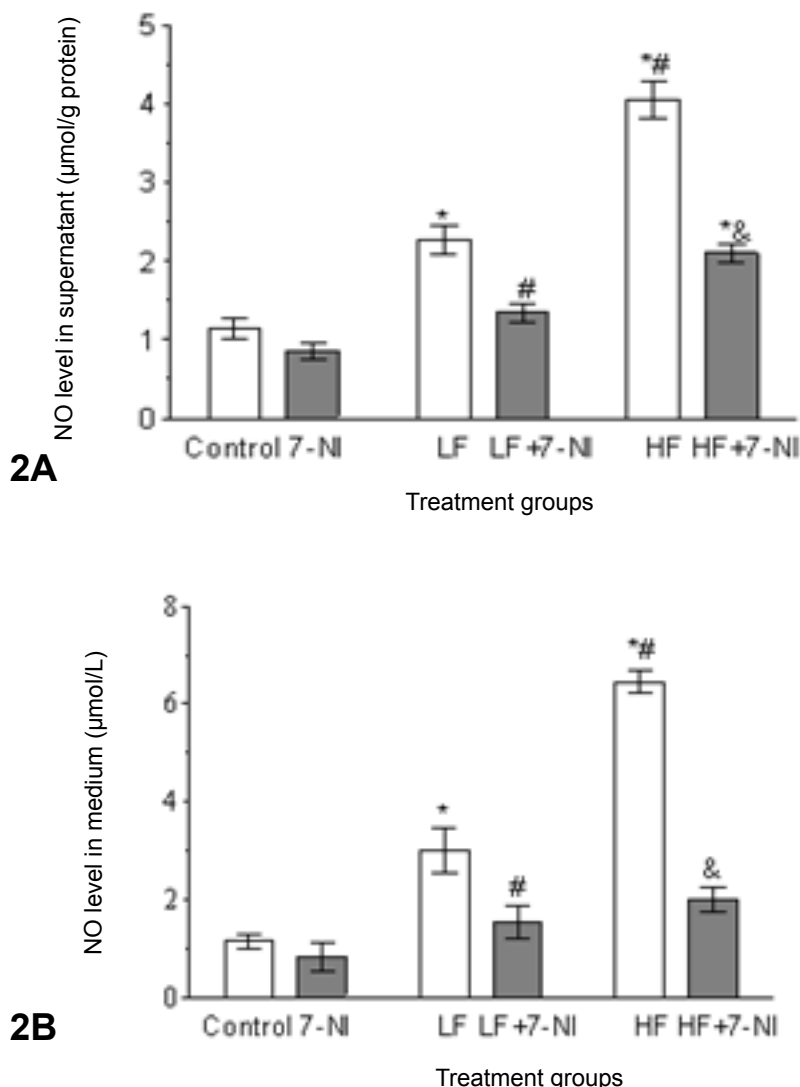 NO level in supernatant (µmol/g protein)
5
4
3
2
1
0
*
#
*#
*&
Control 7-NI LF LF+7-NI HF HF+7-NI
2A
Treatment groups
NO level in medium (µmol/L)
8
6
4
2
0
*
#
*#
&
Control 7-NI LF LF+7-NI HF HF+7-NI
2B
Treatment groups